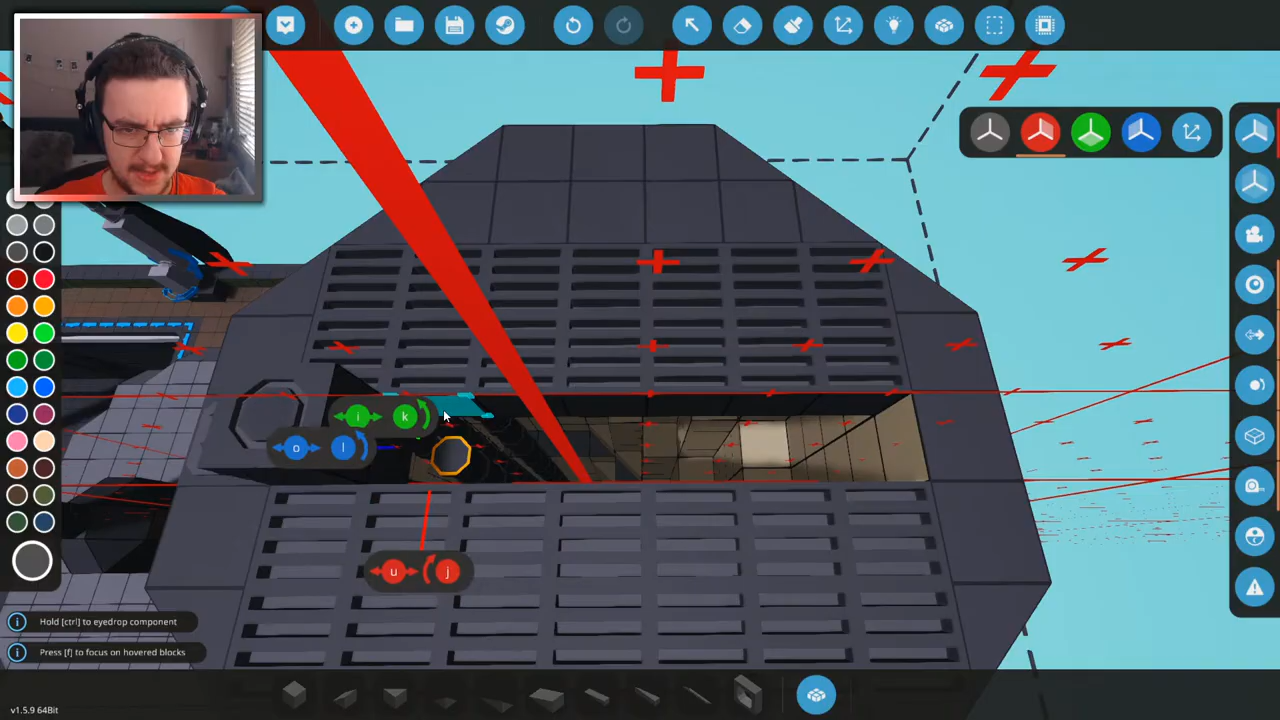 i k
o l
u j
Hold [ctrl] to eyedrop component
Press [f] to focus on hovered blocks
v1.5.9 64Bit